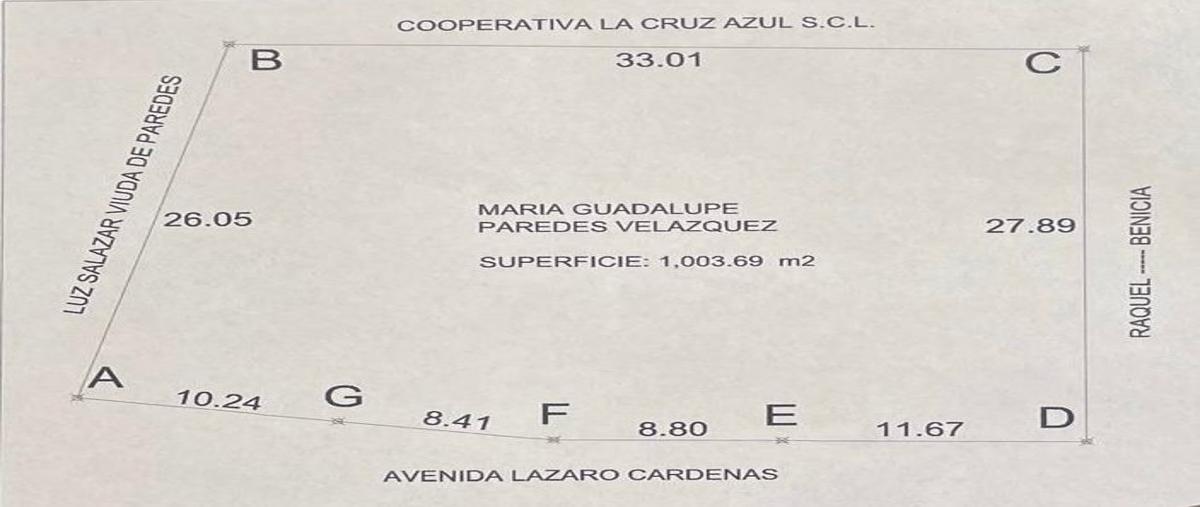 COOPERATIVA LA CRUZ AZUL S.C.L.
B
33.01
C
LUZ SALAZAR VIUDA DE PAREDES
26.05
MARIA GUADALUPE
PAREDES VELAZQUEZ
27.89
RAQUEL ----- BENICIA
SUPERFICIE: 1,003.69 m2
A
10.24
G
8.41
F
8.80
E
11.67
D
AVENIDA LAZARO CARDENAS